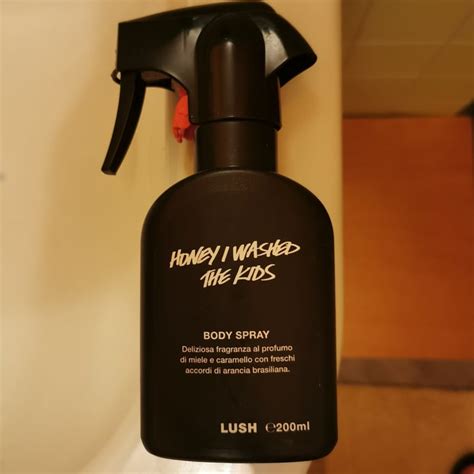 HONEY I WASHED
THE KIDS
BODY SPRAY
Deliziosa fragranza al profumo
di miele e caramello con freschi
accordi di arancia brasiliana.
LUSH ℮200ml